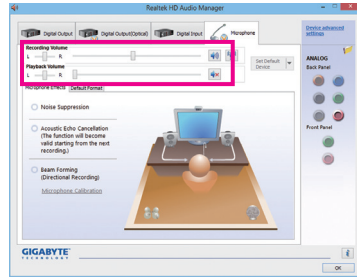 Realtek HD Audio Manager
Digital Output
Digital Output(Optical)
Digital Input
Microphone
Device advanced
settings
Recording Volume
L
R
Set Default
Device
ANALOG
Back Panel
Playback Volume
L
R
Microphone Effects
Default Format
Noise Suppression
Acoustic Echo Cancellation
(The function will become
valid starting from the next
recording.)
Front Panel
Beam Forming
(Directional Recording)
Microphone Calibration
GIGABYTE
TECHNOLOGY
i
OK